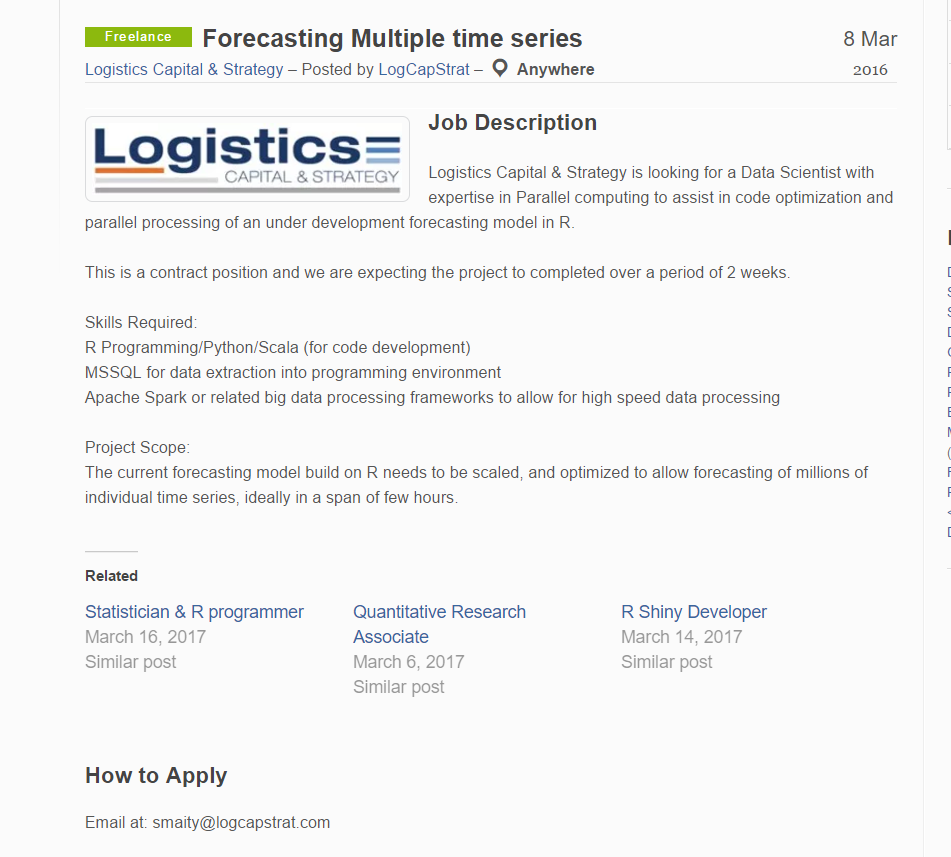 Freelance Forecasting Multiple time series 8 Mar
Logistics Capital & Strategy – Posted by LogCapStrat – Anywhere 2016
Logistics
CAPITAL & STRATEGY
Job Description
Logistics Capital & Strategy is looking for a Data Scientist with
expertise in Parallel computing to assist in code optimization and
parallel processing of an under development forecasting model in R.
This is a contract position and we are expecting the project to completed over a period of 2 weeks.
Skills Required:
R Programming/Python/Scala (for code development)
MSSQL for data extraction into programming environment
Apache Spark or related big data processing frameworks to allow for high speed data processing
Project Scope:
The current forecasting model build on R needs to be scaled, and optimized to allow forecasting of millions of
individual time series, ideally in a span of few hours.
Related
Statistician & R programmer
March 16, 2017
Similar post
Quantitative Research
Associate
March 6, 2017
Similar post
R Shiny Developer
March 14, 2017
Similar post
How to Apply
Email at: smaity@logcapstrat.com